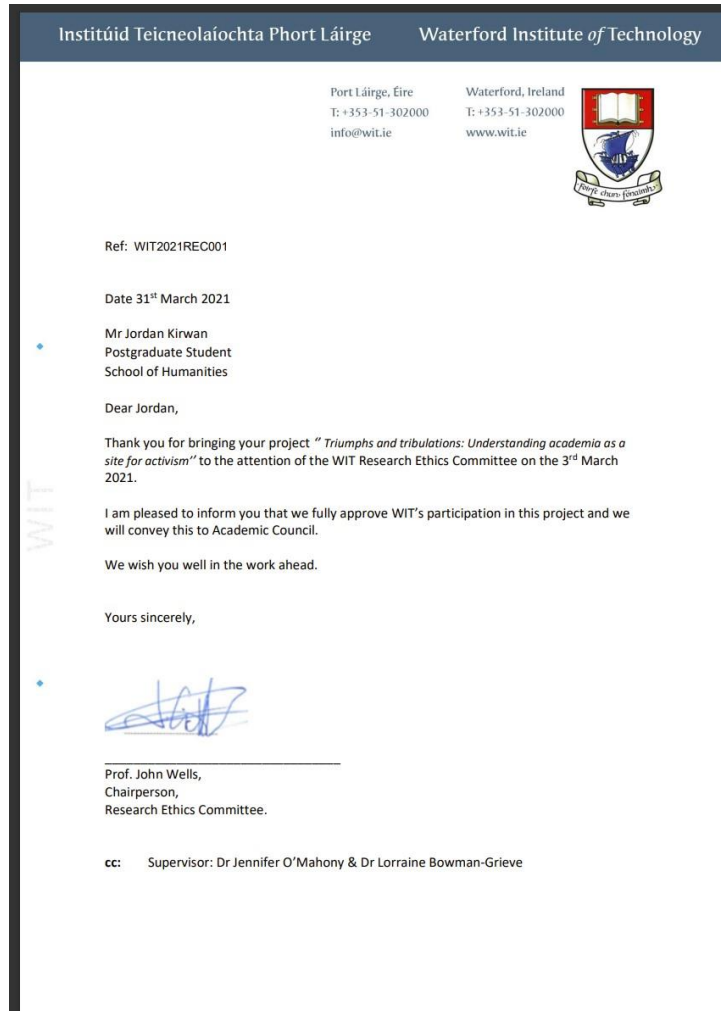 Institúid Teicneolaíochta Phort Láirge Waterford Institute of Technology
Port Láirge, Éire
T: +353-51-302000
info@wit.ie
Waterford, Ireland
T: +353-51-302000
www.wit.ie
Foirfe chun fónaimh
Ref: WIT2021REC001
Date 31st March 2021
Mr Jordan Kirwan
Postgraduate Student
School of Humanities
Dear Jordan,
Thank you for bringing your project “ Triumphs and tribulations: Understanding academia as a
site for activism’’ to the attention of the WIT Research Ethics Committee on the 3rd March
2021.
WIT
I am pleased to inform you that we fully approve WIT’s participation in this project and we
will convey this to Academic Council.
We wish you well in the work ahead.
Yours sincerely,
Prof. John Wells,
Chairperson,
Research Ethics Committee.
cc: Supervisor: Dr Jennifer O’Mahony & Dr Lorraine Bowman-Grieve